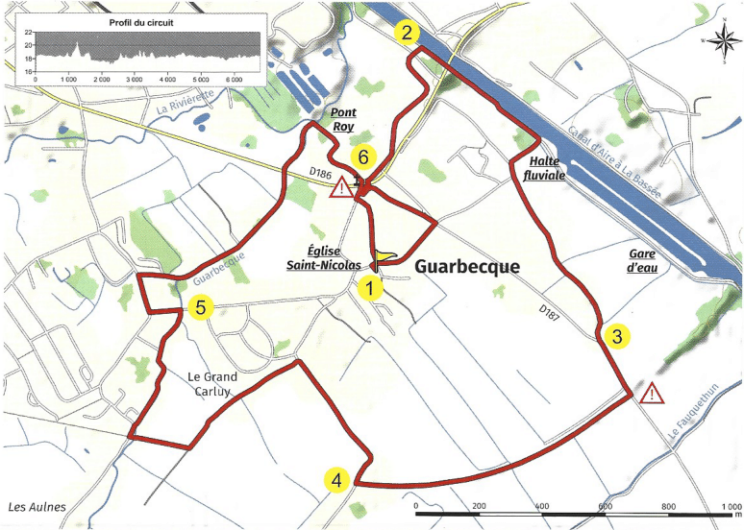 Profil du circuit
22
20
18
16
0
1 000
2 000
3 000
4 000
5 000
6 000
2
N
La Rivièrette
Pont
Roy
6
1
D186
!
Canal d'Aire à La Bassée
Halte
fluviale
Église
Saint-Nicolas
Guarbecque
Gare
d'eau
Guarbecque
1
5
D187
3
Le Grand
Carluy
!
Le Fauquethun
4
Les Aulnes
0
200
400
600
800
1 000
m